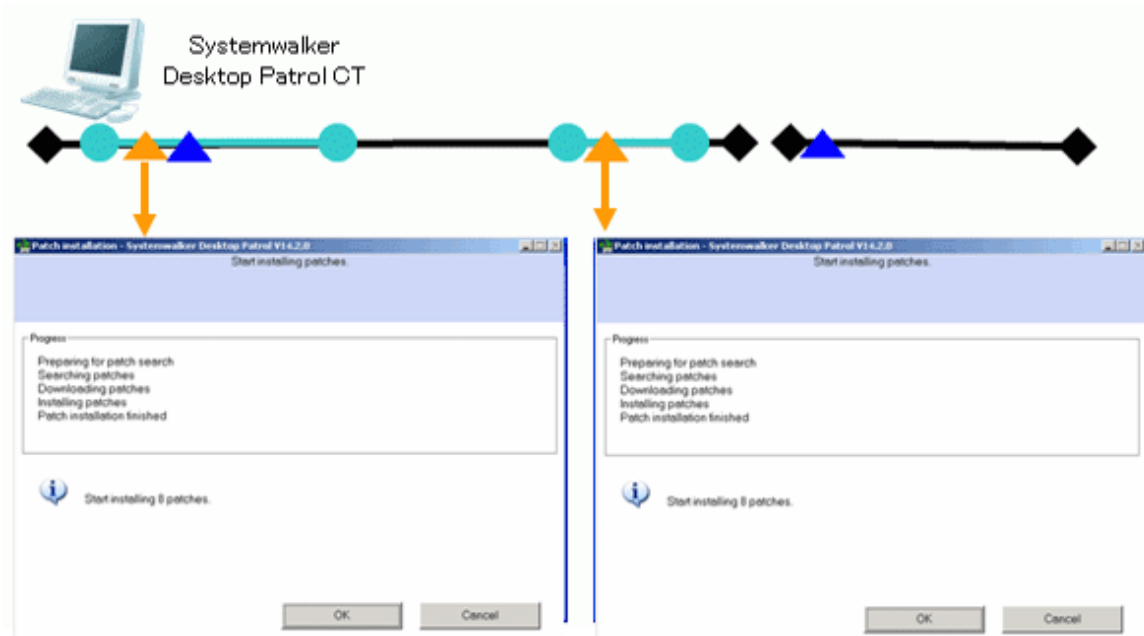 Systemwalker
Desktop Patrol CT
Patch installation - Systemwalker Desktop Patrol V14.2.0
Start installing patches.
Progress
Preparing for patch search
Searching patches
Downloading patches
Installing patches
Patch installation finished
Start installing 8 patches.
OK
Cancel
Patch installation - Systemwalker Desktop Patrol V14.2.0
Start installing patches.
Progress
Preparing for patch search
Searching patches
Downloading patches
Installing patches
Patch installation finished
Start installing 8 patches.
OK
Cancel